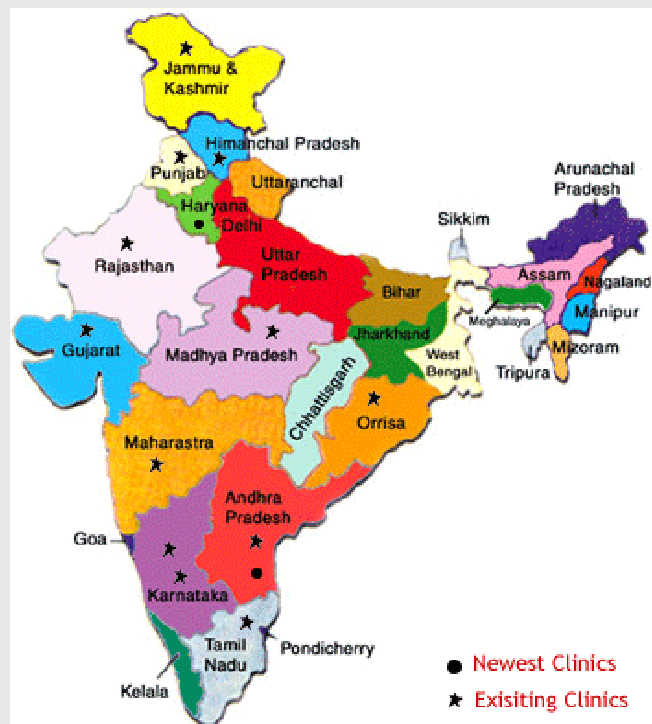 Jammu &
Kashmir
Himanchal Pradesh
Punjab
Uttaranchal
Haryana
Delhi
Arunachal
Pradesh
Sikkim
Rajasthan
Uttar
Pradesh
Assam
Nagaland
Bihar
Meghalaya
Manipur
Gujarat
Madhya Pradesh
Jharkhand
West
Bengal
Mizoram
Tripura
Chhattisgarh
Orrisa
Maharastra
Andhra
Pradesh
Goa
Karnataka
Tamil
Nadu
Pondicherry
Kelala
Newest Clinics
Exisiting Clinics